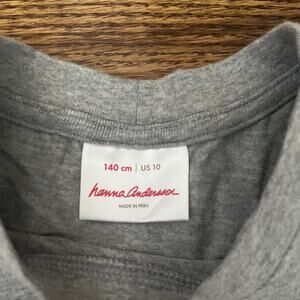 140 cm | US 10
hanna Andersson
MADE IN PERU